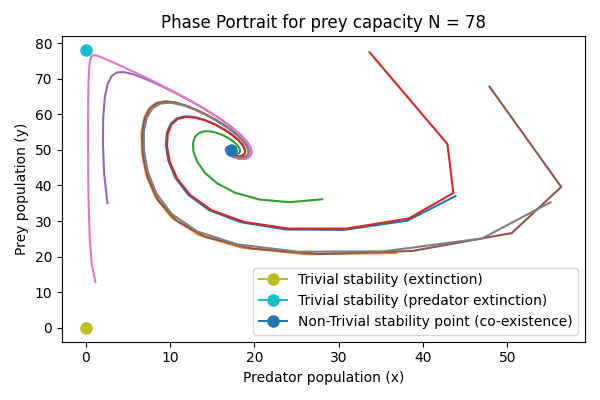 Phase Portrait for prey capacity N = 78
80
70
60
50
40
30
20
10
0
Prey population (y)
Trivial stability (extinction)
Trivial stability (predator extinction)
Non-Trivial stability point (co-existence)
0 10 20 30 40 50
Predator population (x)